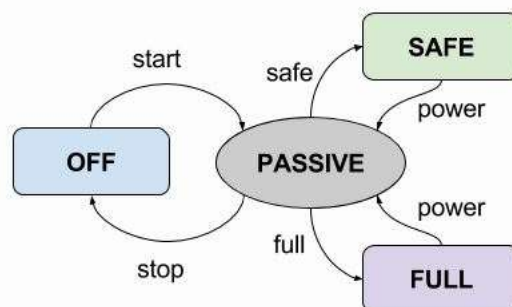 SAFE
start
safe
power
OFF
PASSIVE
power
full
stop
FULL